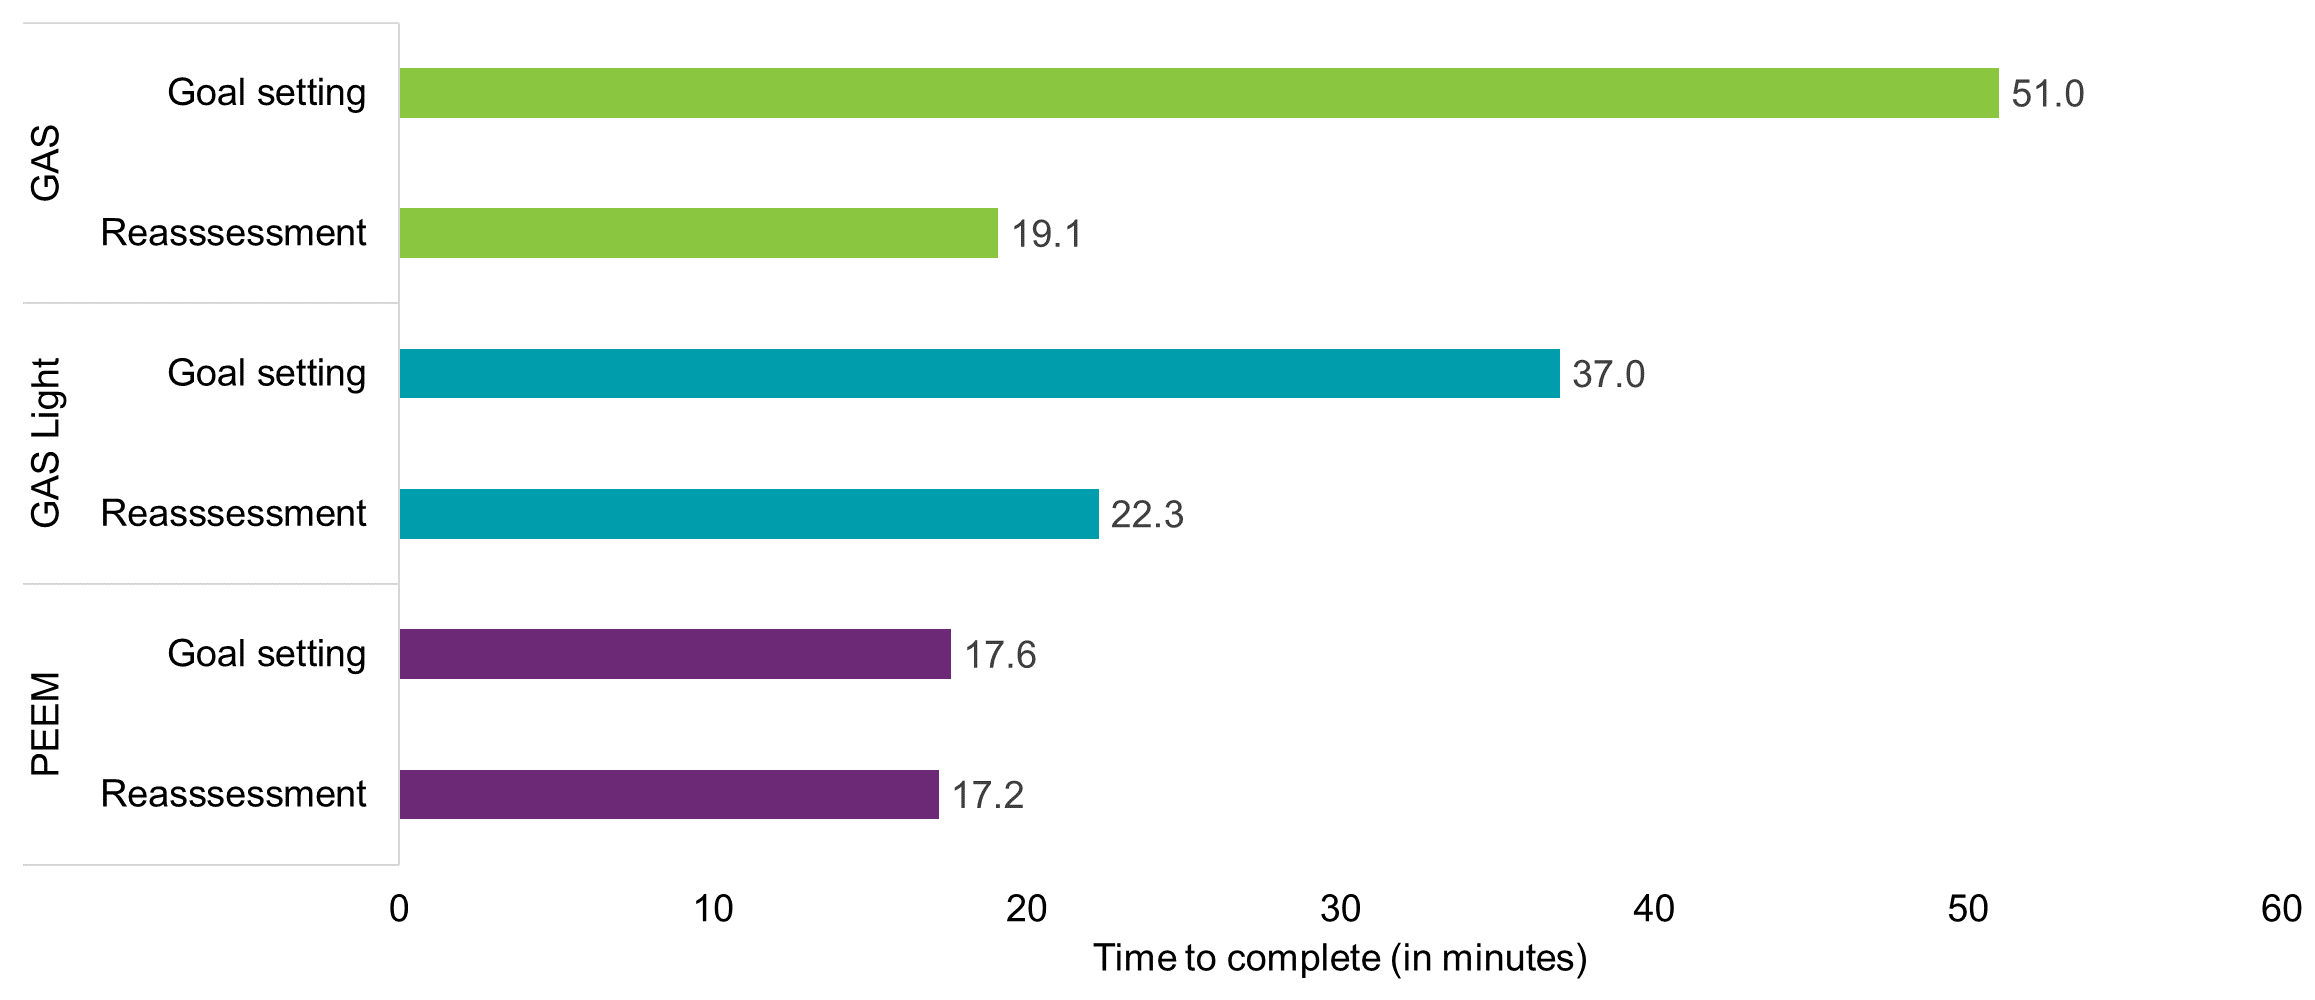 GAS
Goal setting
51.0
Reasssessment
19.1
GAS Light
Goal setting
37.0
Reasssessment
22.3
PEEM
Goal setting
17.6
Reasssessment
17.2
0 10 20 30 40 50 60
Time to complete (in minutes)